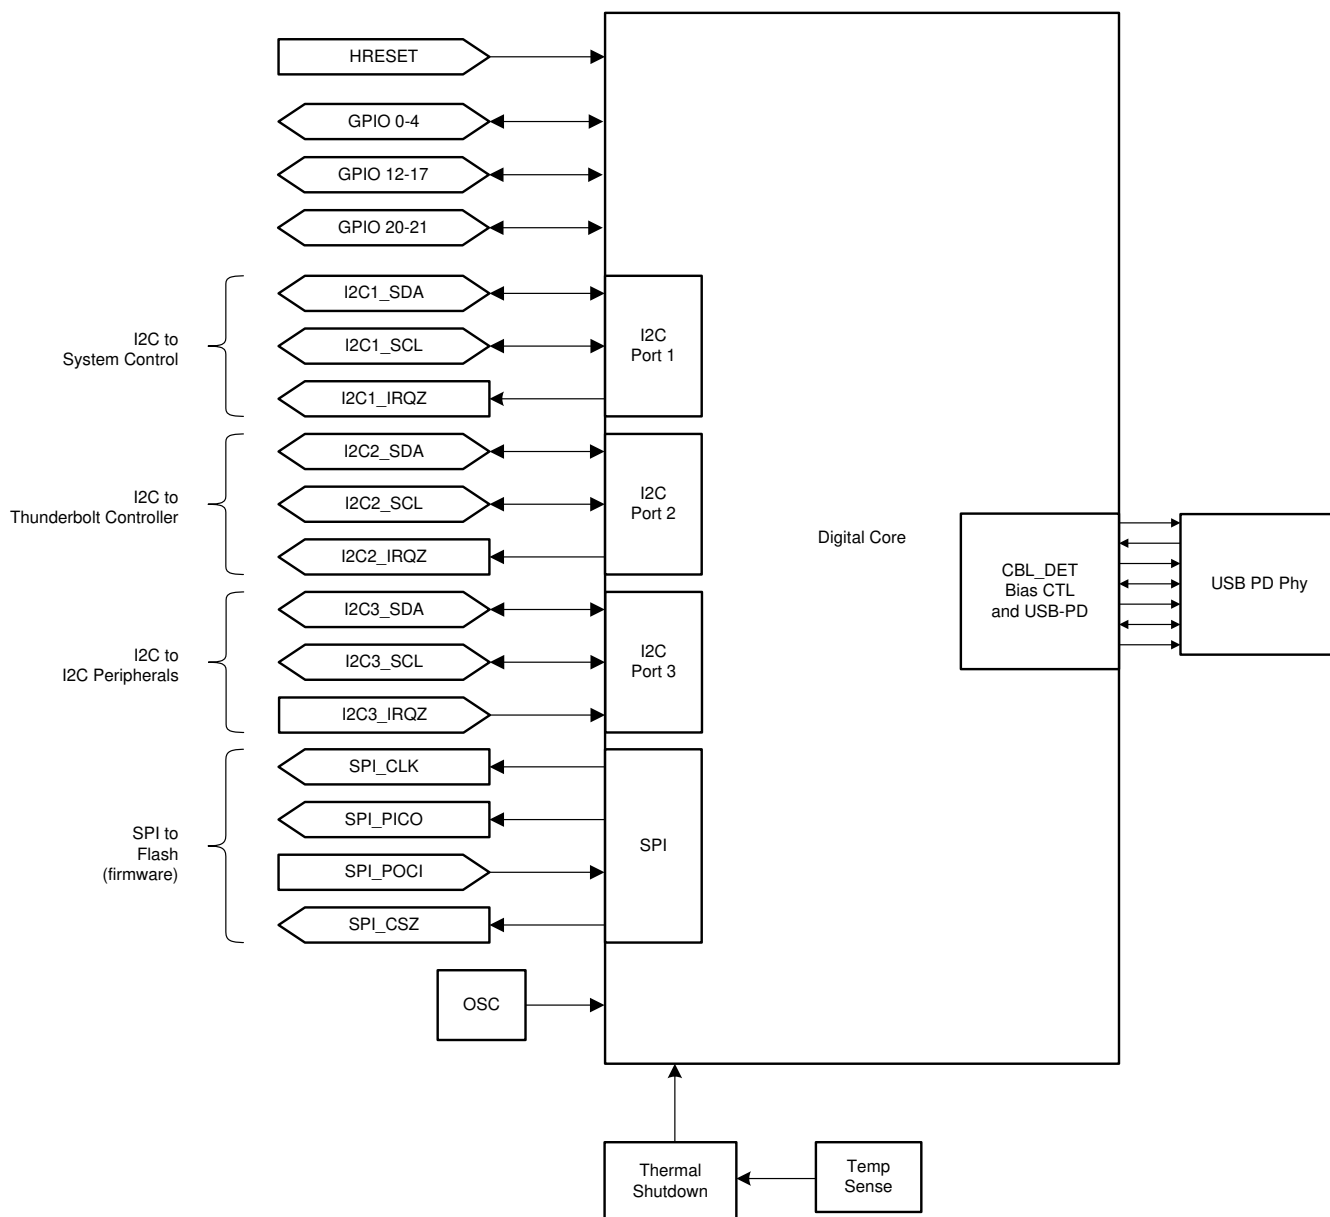 HRESET
GPIO 0-4
GPIO 12-17
GPIO 20-21
I2C to
System Control
I2C1_SDA
I2C1_SCL
I2C1_IRQZ
I2C
Port 1
I2C to
Thunderbolt Controller
I2C2_SDA
I2C2_SCL
I2C2_IRQZ
I2C
Port 2
I2C to
I2C Peripherals
I2C3_SDA
I2C3_SCL
I2C3_IRQZ
I2C
Port 3
SPI to
Flash
(firmware)
SPI_CLK
SPI_PICO
SPI_POCI
SPI_CSZ
SPI
OSC
Digital Core
CBL_DET
Bias CTL
and USB-PD
USB PD Phy
Thermal
Shutdown
Temp
Sense